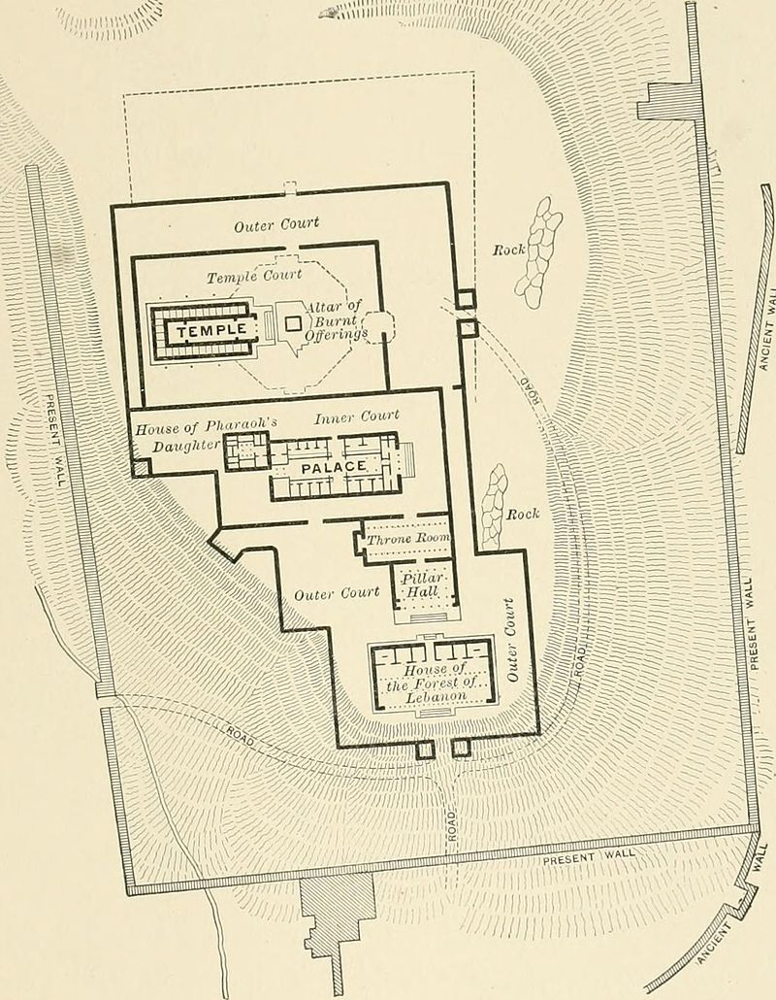 Outer Court
Rock
Temple Court
TEMPLE
Altar of
Burnt
Offerings
ANCIENT WALL
ROAD
PRESENT WALL
House of Pharaoh's
Daughter
Inner Court
PALACE
Rock
Throne Room
Outer Court
Pillar-
Hall
Outer Court
House of
the Forest of
Lebanon
ROAD
PRESENT WALL
ROAD
ROAD
PRESENT WALL
ANCIENT WALL